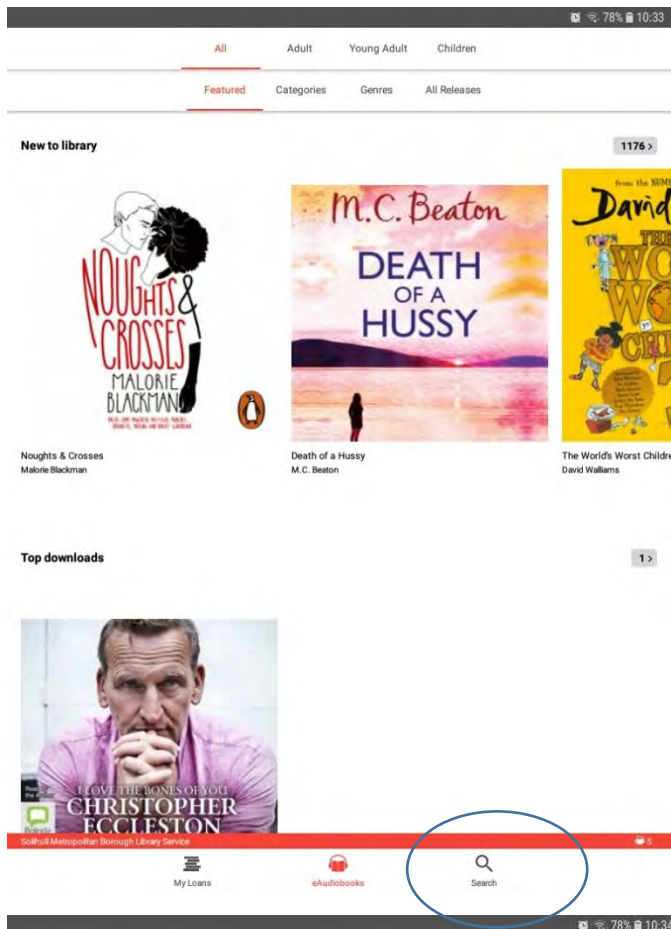 78% 10:33
All Adult Young Adult Children
Featured Categories Genres All Releases
New to library 1176 >
NOUGHTS &
CROSSES
MALORIE
BLACKMAN
M.C. Beaton
DEATH
OF A
HUSSY
from the
David
THE
Noughts & Crosses
Malorie Blackman
Death of a Hussy
M.C. Beaton
The World's Worst Childre
David Walliams
Top downloads 1 >
I LOVE THE BONES OF YOU
CHRISTOPHER
ECCLESTON
Bolinda
Solihull Metropolitan Borough Library Service 5
My Loans eAudiobooks Search
78% 10:34